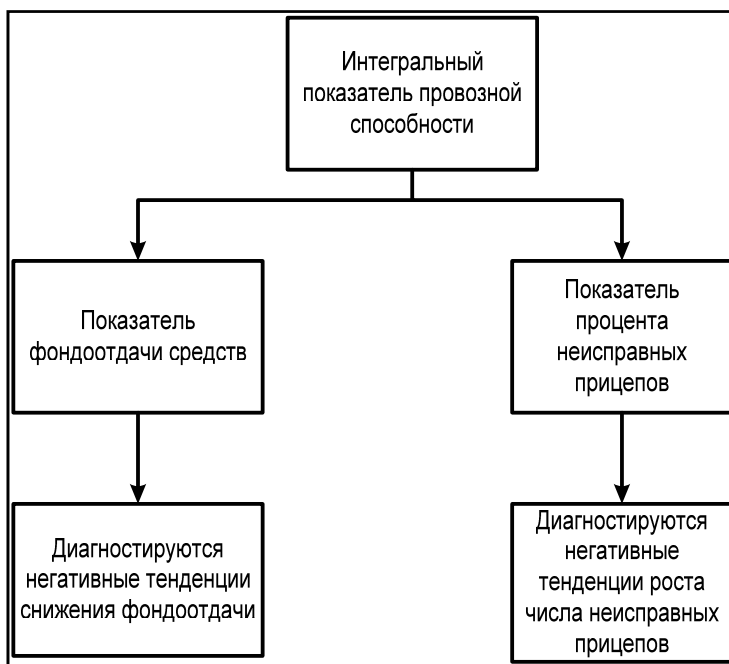 Интегральный
показатель провозной
способности
Показатель
фондоотдачи средств
Показатель
процента
неисправных
прицепов
Диагностируются
негативные тенденции
снижения фондоотдачи
Диагностируются
негативные
тенденции роста
числа неисправных
прицепов